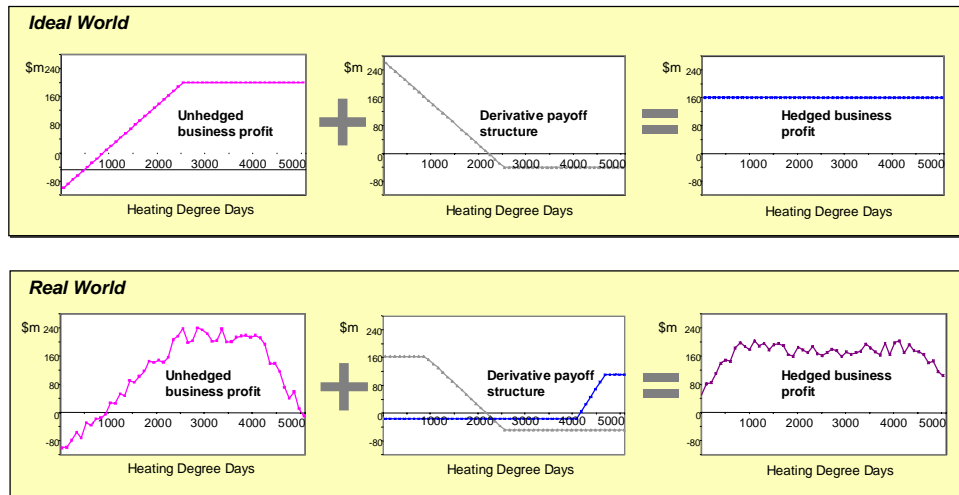 Ideal World
$m
240
160
80
0
-80
1000 2000 3000 4000 5000
Unhedged
business profit
Heating Degree Days
$m
240
160
80
0
-80
1000 2000 3000 4000 5000
Derivative payoff
structure
Heating Degree Days
$m
240
160
80
0
-80
1000 2000 3000 4000 5000
Hedged business
profit
Heating Degree Days
Real World
$m
240
160
80
0
-80
1000 2000 3000 4000 5000
Unhedged
business profit
Heating Degree Days
$m
240
160
80
0
-80
1000 2000 3000 4000 5000
Derivative payoff
structure
Heating Degree Days
$m
240
160
80
0
-80
1000 2000 3000 4000 5000
Hedged business
profit
Heating Degree Days